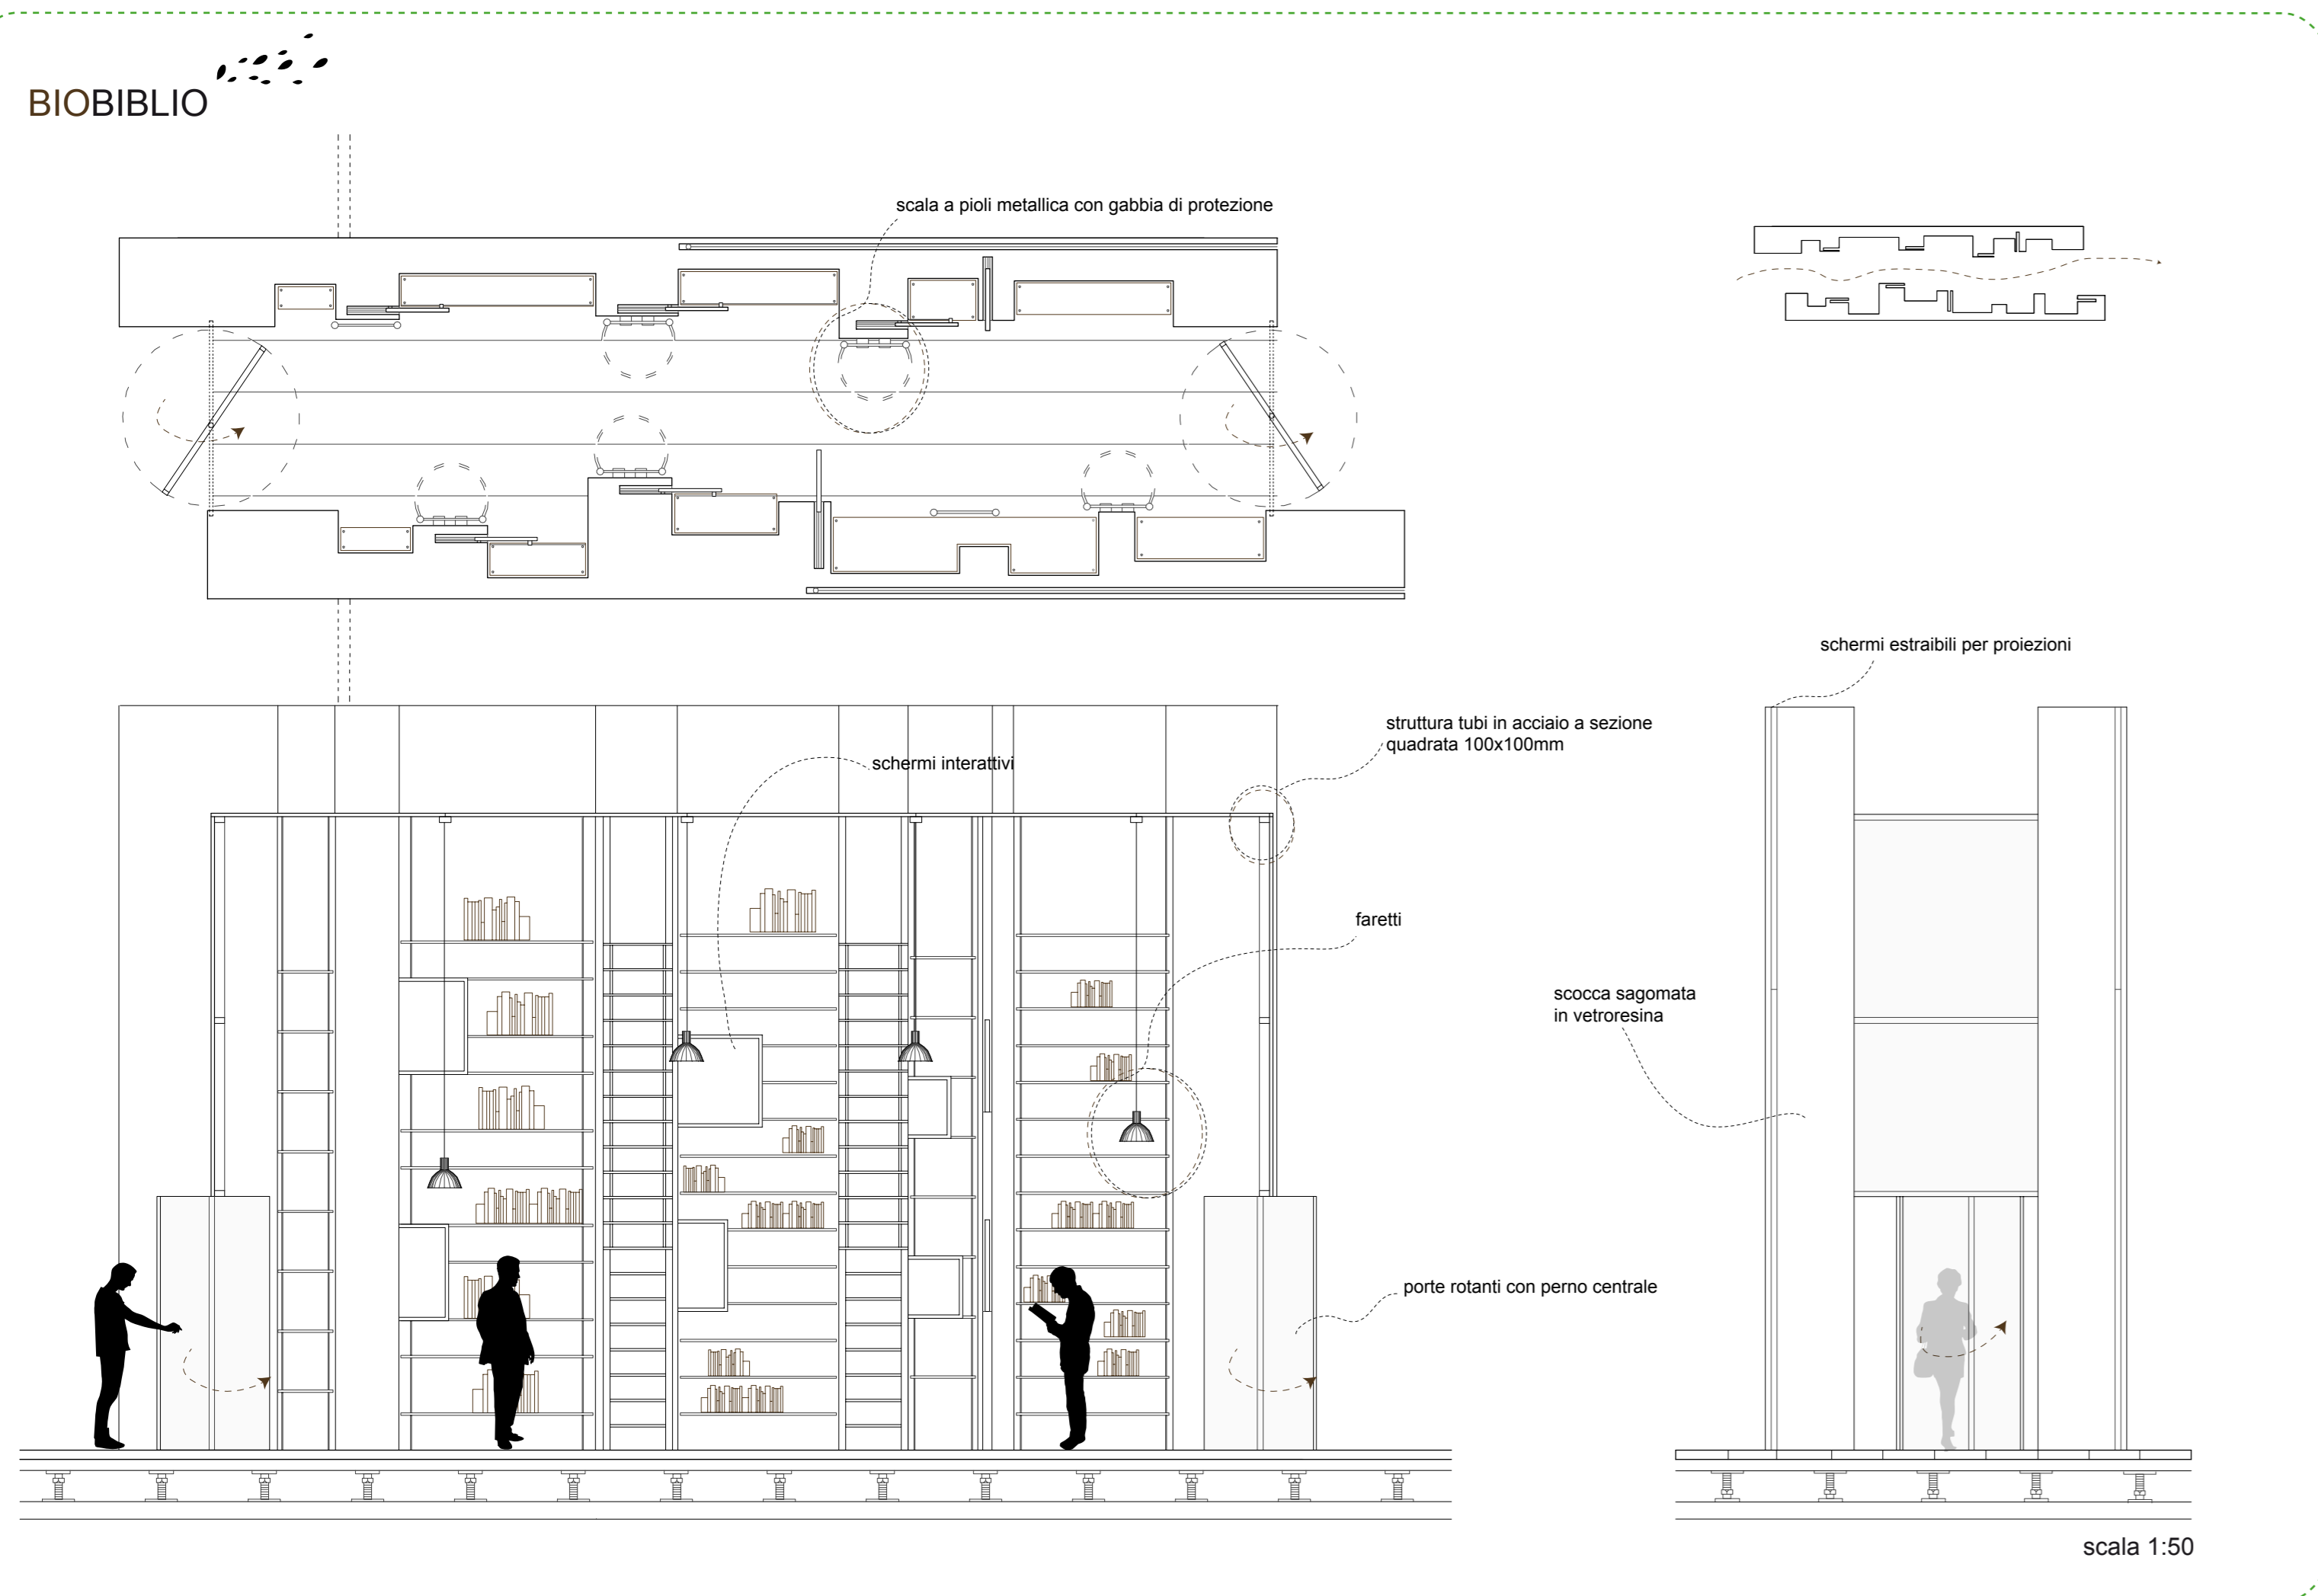 BIOBIBLIO
scala a pioli metallica con gabbia di protezione
schermi estraibili per proiezioni
struttura tubi in acciaio a sezione
quadrata 100x100mm
schermi interattivi
faretti
scocca sagomata
in vetroresina
porte rotanti con perno centrale
scala 1:50